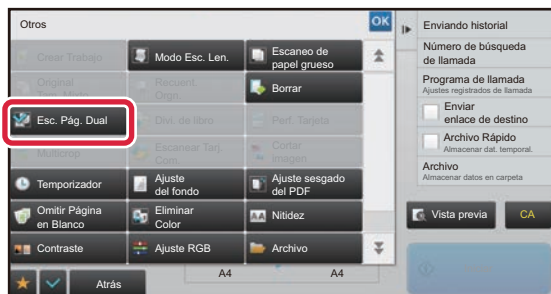 Otros
OK
Crear Trabajo
Modo Esc. Len.
Escaneo de
papel grueso
Original
Tam. Mixto
Recuent.
Orgn.
Borrar
Esc. Pág. Dual
Divi. de libro
Perf. Tarjeta
Multicrop
Escanear Tarj.
Com.
Cortar
Imagen
Temporizador
Ajuste
del fondo
Ajuste sesgado
del PDF
Omitir Página
en Blanco
Eliminar
Color
Nitidez
Contraste
Ajuste RGB
Archivo
Atrás
A4
A4
Enviando historial
Número de búsqueda
de llamada
Programa de llamada
Ajustes registrados de llamada
Enviar
enlace de destino
Archivo Rápido
Almacenar dat. temporal.
Archivo
Almacenar datos en carpeta
Vista previa
CA